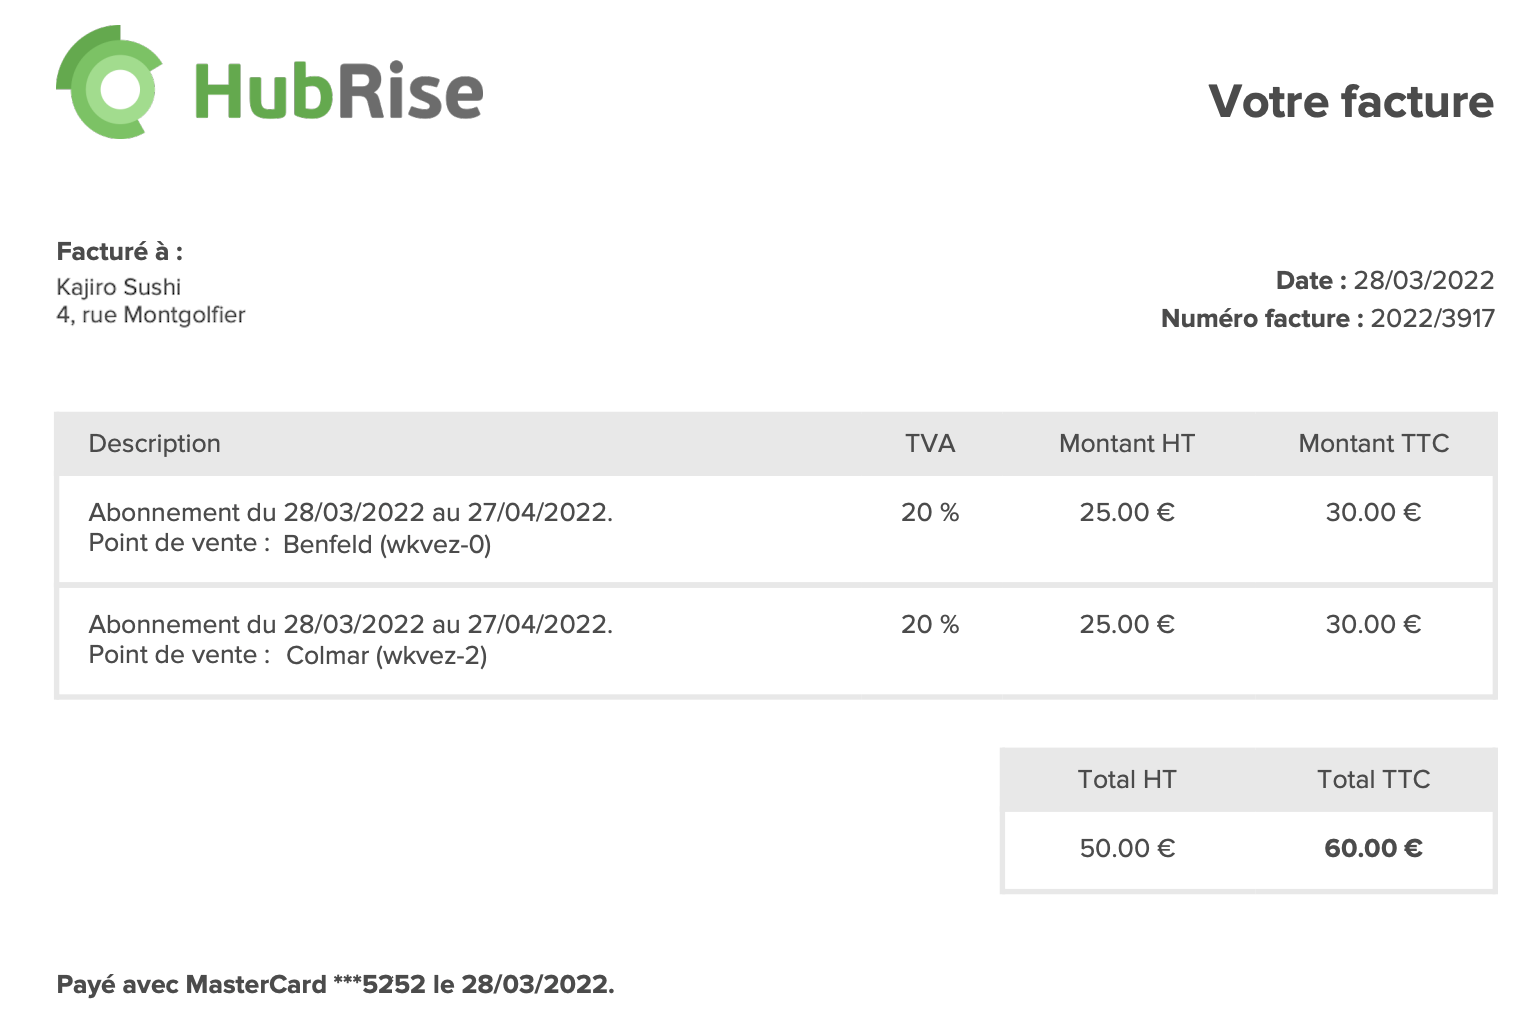 HubRise
Votre facture
Facturé à :
Kajiro Sushi
4, rue Montgolfier
Date : 28/03/2022
Numéro facture : 2022/3917
Description TVA Montant HT Montant TTC
Abonnement du 28/03/2022 au 27/04/2022. 20 % 25.00 € 30.00 €
Point de vente : Benfeld (wkvez-0)
Abonnement du 28/03/2022 au 27/04/2022. 20 % 25.00 € 30.00 €
Point de vente : Colmar (wkvez-2)
Total HT Total TTC
50.00 € 60.00 €
Payé avec MasterCard ***5252 le 28/03/2022.